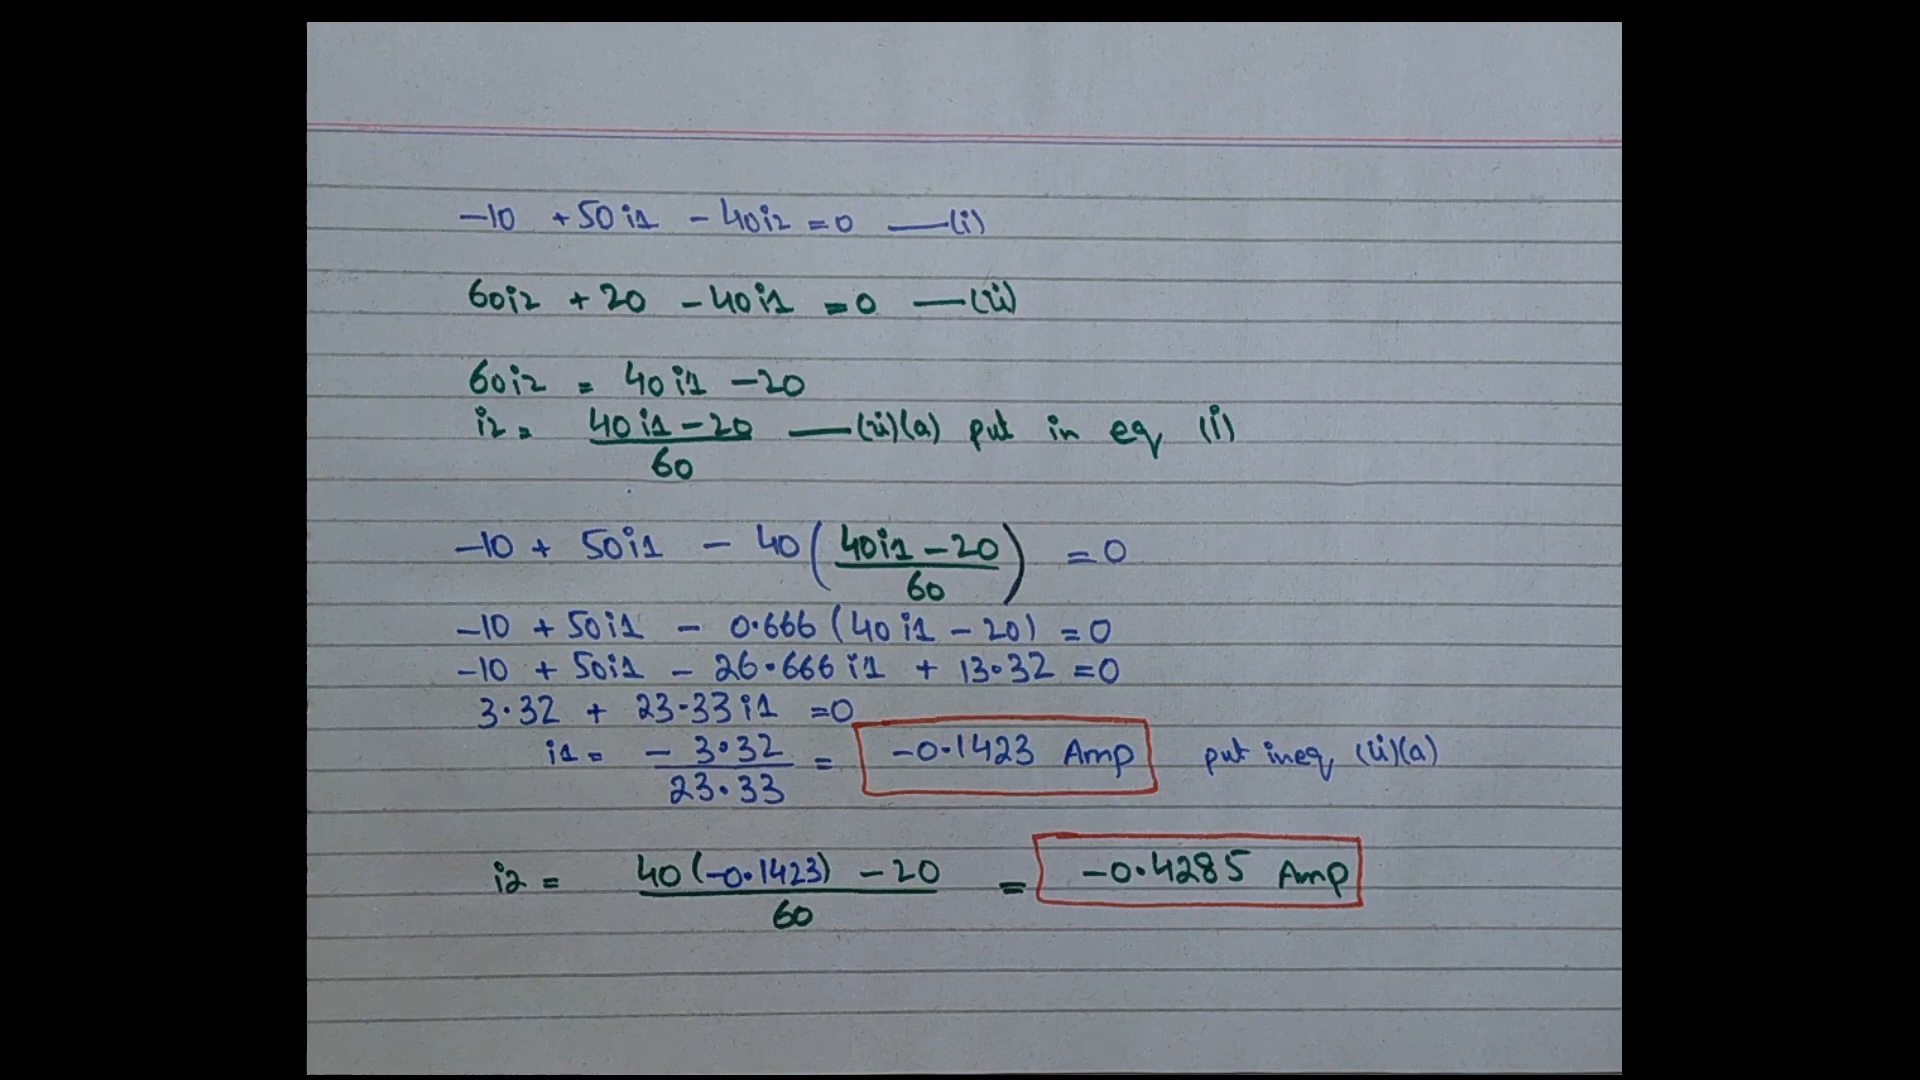 -10 + 50i1 - 40i2 = 0 —(i)
60i2 + 20 - 40i1 = 0 —(ii)
60i2 = 40i1 - 20
i2 = 40i1 - 20 —(ii)(a) put in eq (i)
60
-10 + 50i1 - 40(40i1 - 20) = 0
60
-10 + 50i1 - 0.666(40i1 - 20) = 0
-10 + 50i1 - 26.666i1 + 13.32 = 0
3.32 + 23.33i1 = 0
i1 = -3.32 = -0.1423 Amp put in eq (ii)(a)
23.33
i2 = 40(-0.1423) - 20 = -0.4285 Amp
60